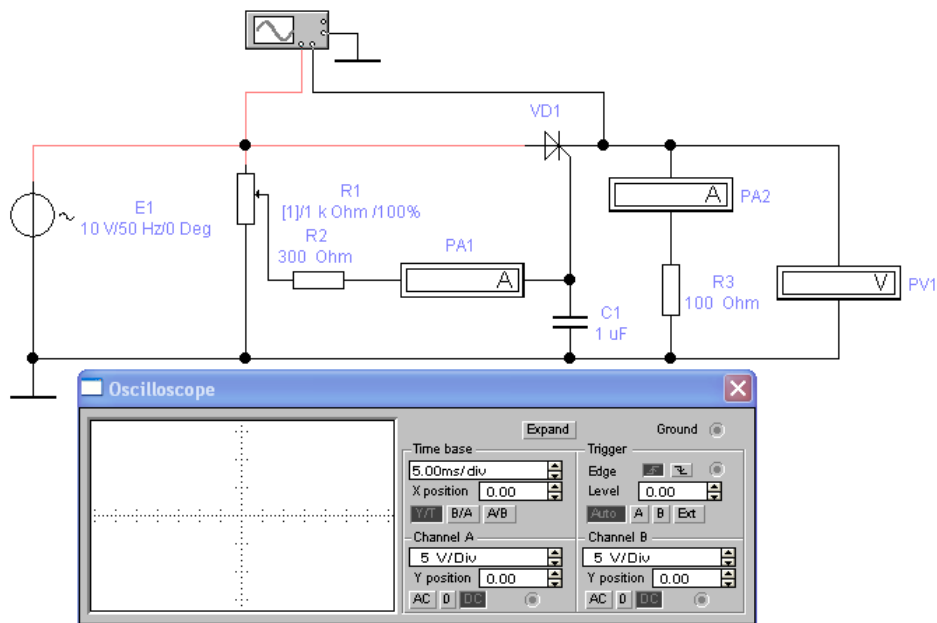 VD1
A
PA2
E1
10 V/50 Hz/0 Deg
R1
[1]/1 k Ohm /100%
R2
300 Ohm
PA1
A
R3
100 Ohm
V
PV1
C1
1 uF
Oscilloscope
Expand
Ground
Time base
5.00ms/div
X position 0.00
Y/T B/A A/B
Trigger
Edge
Level 0.00
Auto A B Ext
Channel A
5 V/Div
Y position 0.00
AC 0 DC
Channel B
5 V/Div
Y position 0.00
AC 0 DC